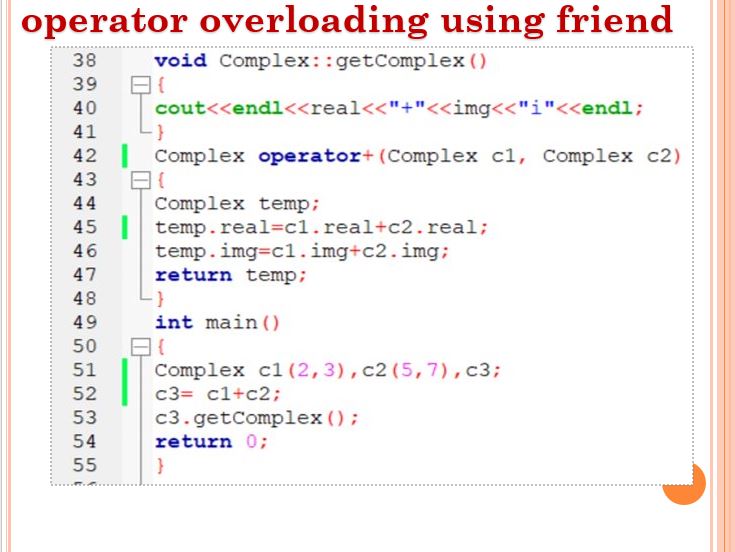 operator overloading using friend
38 void Complex::getComplex()
39 {
40 cout<<endl<<real<<"+"<<img<<"i"<<endl;
41 }
42 Complex operator+(Complex c1, Complex c2)
43 {
44 Complex temp;
45 temp.real=c1.real+c2.real;
46 temp.img=c1.img+c2.img;
47 return temp;
48 }
49 int main()
50 {
51 Complex c1(2,3),c2(5,7),c3;
52 c3= c1+c2;
53 c3.getComplex();
54 return 0;
55 }